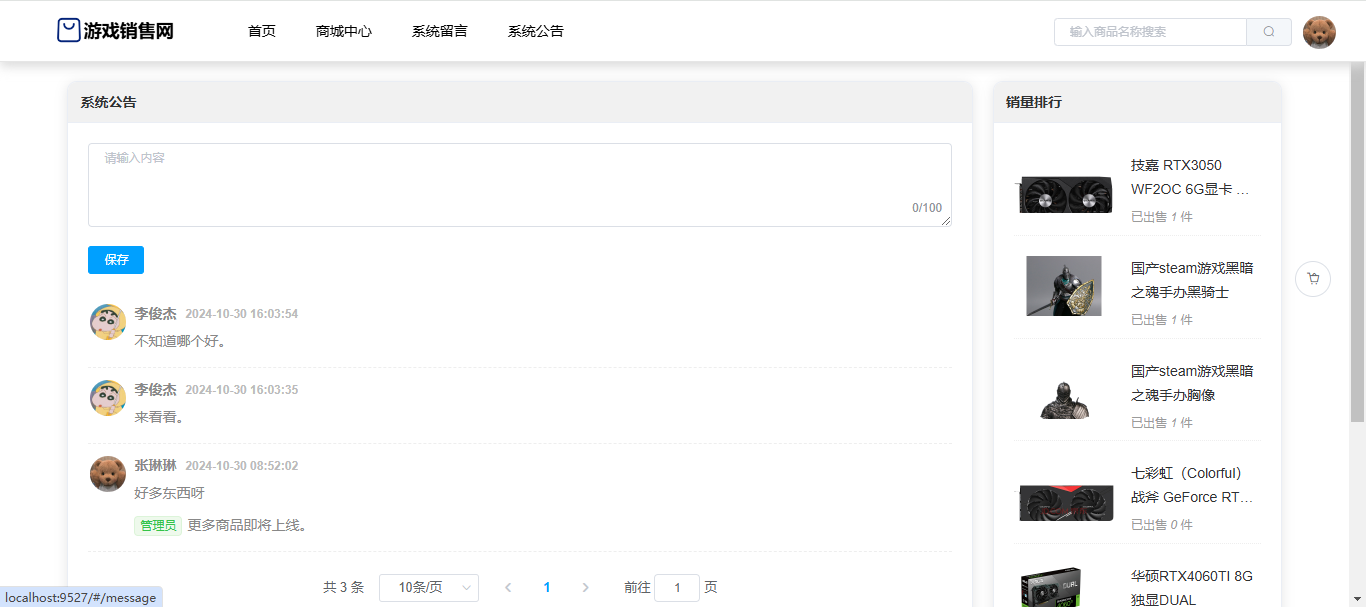 游戏销售网
首页
商城中心
系统留言
系统公告
输入商品名称搜索
系统公告
请输入内容
0/100
保存
李俊杰 2024-10-30 16:03:54
不知道哪个好。
李俊杰 2024-10-30 16:03:35
来看看。
张琳琳 2024-10-30 08:52:02
好多东西呀
管理员 更多商品即将上线。
共 3 条
10条/页
1
前往 1 页
销量排行
技嘉 RTX3050
WF2OC 6G显卡 ...
已出售 1 件
国产steam游戏黑暗
之魂手办黑骑士
已出售 1 件
国产steam游戏黑暗
之魂手办胸像
已出售 1 件
七彩虹（Colorful）
战斧 GeForce RT...
已出售 0 件
DUAL
华硕RTX4060TI 8G
独显DUAL
localhost:9527/#/message